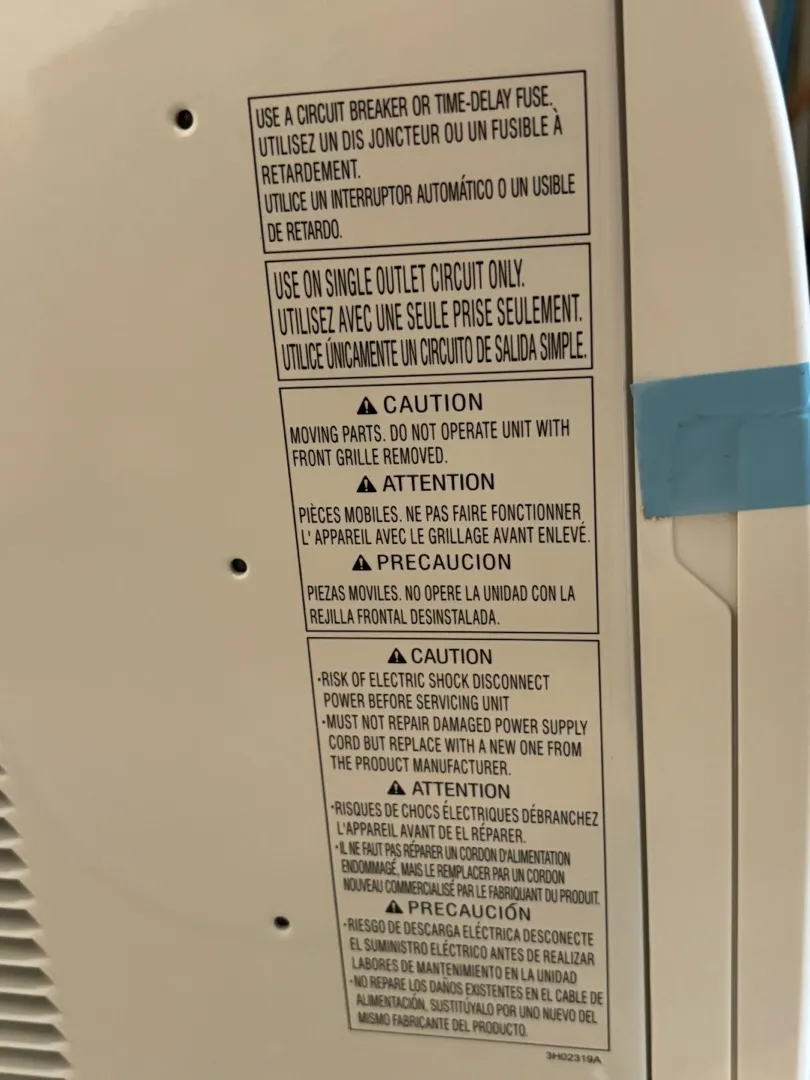 USE A CIRCUIT BREAKER OR TIME-DELAY FUSE.
UTILISEZ UN DIS JONCTEUR OU UN FUSIBLE À
RETARDEMENT.
UTILICE UN INTERRUPTOR AUTOMÁTICO O UN USIBLE
DE RETARDO.
USE ON SINGLE OUTLET CIRCUIT ONLY.
UTILISEZ AVEC UNE SEULE PRISE SEULEMENT.
UTILICE ÚNICAMENTE UN CIRCUITO DE SALIDA SIMPLE.
⚠ CAUTION
MOVING PARTS. DO NOT OPERATE UNIT WITH
FRONT GRILLE REMOVED.
⚠ ATTENTION
PIÈCES MOBILES. NE PAS FAIRE FONCTIONNER
L' APPAREIL AVEC LE GRILLAGE AVANT ENLEVÉ.
⚠ PRECAUCION
PIEZAS MOVILES. NO OPERE LA UNIDAD CON LA
REJILLA FRONTAL DESINSTALADA.
⚠ CAUTION
·RISK OF ELECTRIC SHOCK DISCONNECT
POWER BEFORE SERVICING UNIT
·MUST NOT REPAIR DAMAGED POWER SUPPLY
CORD BUT REPLACE WITH A NEW ONE FROM
THE PRODUCT MANUFACTURER.
⚠ ATTENTION
·RISQUES DE CHOCS ÉLECTRIQUES DÉBRANCHEZ
L'APPAREIL AVANT DE EL RÉPARER.
·IL NE FAUT PAS RÉPARER UN CORDON D'ALIMENTATION
ENDOMMAGÉ, MAIS LE REMPLACER PAR UN CORDON
NOUVEAU COMMERCIALISÉ PAR LE FABRIQUANT DU PRODUIT.
⚠ PRECAUCIÓN
·RIESGO DE DESCARGA ELÉCTRICA DESCONECTE
EL SUMINISTRO ELÉCTRICO ANTES DE REALIZAR
LABORES DE MANTENIMIENTO EN LA UNIDAD
·NO REPARE LOS DAÑOS EXISTENTES EN EL CABLE DE
ALIMENTACIÓN, SUSTITÚYALO POR UNO NUEVO DEL
MISMO FABRICANTE DEL PRODUCTO.
3H02319A